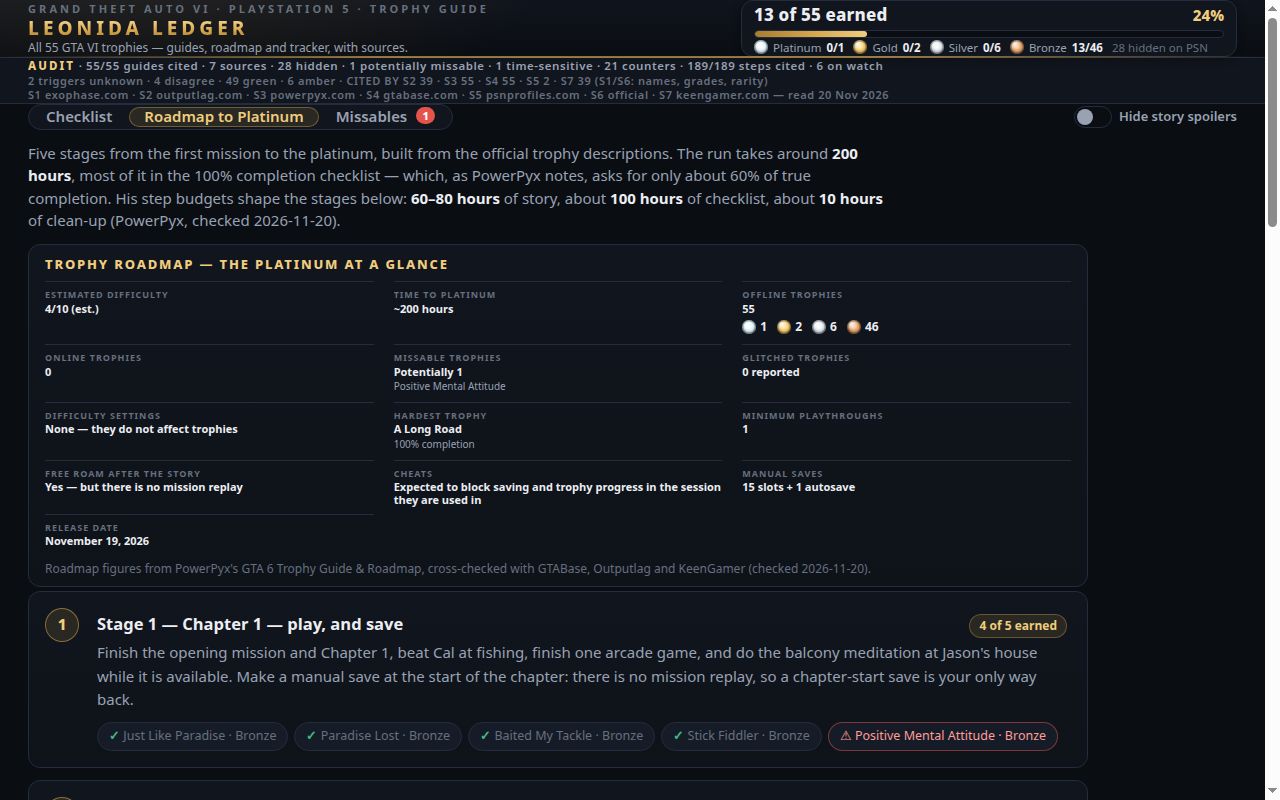 GRAND THEFT AUTO VI · PLAYSTATION 5 · TROPHY GUIDE
LEONIDA LEDGER
All 55 GTA VI trophies — guides, roadmap and tracker, with sources.
13 of 55 earned
24%
Platinum 0/1 Gold 0/2 Silver 0/6 Bronze 13/46 28 hidden on PSN
AUDIT · 55/55 guides cited · 7 sources · 28 hidden · 1 potentially missable · 1 time-sensitive · 21 counters · 189/189 steps cited · 6 on watch
2 triggers unknown · 4 disagree · 49 green · 6 amber · CITED BY S2 39 · S3 55 · S4 55 · S5 2 · S7 39 (S1/S6: names, grades, rarity)
S1 exophase.com · S2 outputlag.com · S3 powerpyx.com · S4 gtabase.com · S5 psnprofiles.com · S6 official · S7 keengamer.com — read 20 Nov 2026
Checklist
Roadmap to Platinum
Missables 1
Hide story spoilers
Five stages from the first mission to the platinum, built from the official trophy descriptions. The run takes around 200
hours, most of it in the 100% completion checklist — which, as PowerPyx notes, asks for only about 60% of true
completion. His step budgets shape the stages below: 60–80 hours of story, about 100 hours of checklist, about 10 hours
of clean-up (PowerPyx, checked 2026-11-20).
TROPHY ROADMAP — THE PLATINUM AT A GLANCE
ESTIMATED DIFFICULTY
4/10 (est.)
TIME TO PLATINUM
~200 hours
OFFLINE TROPHIES
55
1 2 6 46
ONLINE TROPHIES
0
MISSABLE TROPHIES
Potentially 1
Positive Mental Attitude
GLITCHED TROPHIES
0 reported
DIFFICULTY SETTINGS
None — they do not affect trophies
HARDEST TROPHY
A Long Road
100% completion
MINIMUM PLAYTHROUGHS
1
FREE ROAM AFTER THE STORY
Yes — but there is no mission replay
CHEATS
Expected to block saving and trophy progress in the session
they are used in
MANUAL SAVES
15 slots + 1 autosave
RELEASE DATE
November 19, 2026
Roadmap figures from PowerPyx's GTA 6 Trophy Guide & Roadmap, cross-checked with GTABase, Outputlag and KeenGamer (checked 2026-11-20).
1
Stage 1 — Chapter 1 — play, and save
4 of 5 earned
Finish the opening mission and Chapter 1, beat Cal at fishing, finish one arcade game, and do the balcony meditation at Jason's house
while it is available. Make a manual save at the start of the chapter: there is no mission replay, so a chapter-start save is your only way
back.
✓ Just Like Paradise · Bronze
✓ Paradise Lost · Bronze
✓ Baited My Tackle · Bronze
✓ Stick Fiddler · Bronze
⚠ Positive Mental Attitude · Bronze